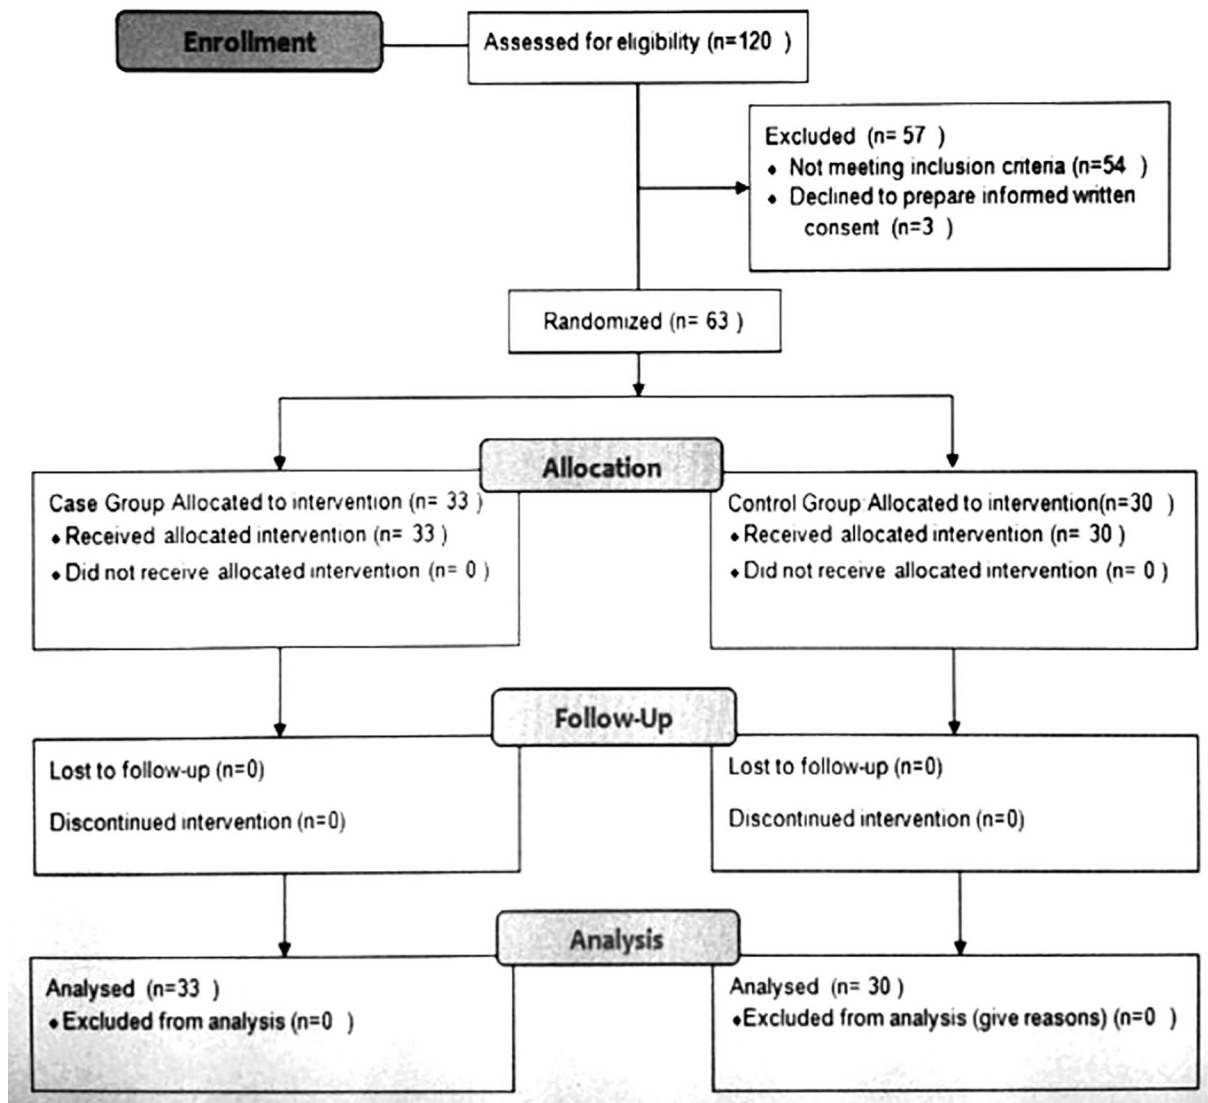 Enrollment
Assessed for eligibility (n=120 )
Excluded (n= 57 )
• Not meeting inclusion criteria (n=54 )
• Declined to prepare informed written
consent (n=3 )
Randomized (n= 63 )
Allocation
Case Group Allocated to intervention (n= 33 )
• Received allocated intervention (n= 33 )
• Did not receive allocated intervention (n= 0 )
Control Group Allocated to intervention(n=30 )
• Received allocated intervention (n= 30 )
• Did not receive allocated intervention (n= 0 )
Follow-Up
Lost to follow-up (n=0)
Discontinued intervention (n=0)
Lost to follow-up (n=0)
Discontinued intervention (n=0)
Analysis
Analysed (n=33 )
• Excluded from analysis (n=0 )
Analysed (n= 30 )
• Excluded from analysis (give reasons) (n=0 )